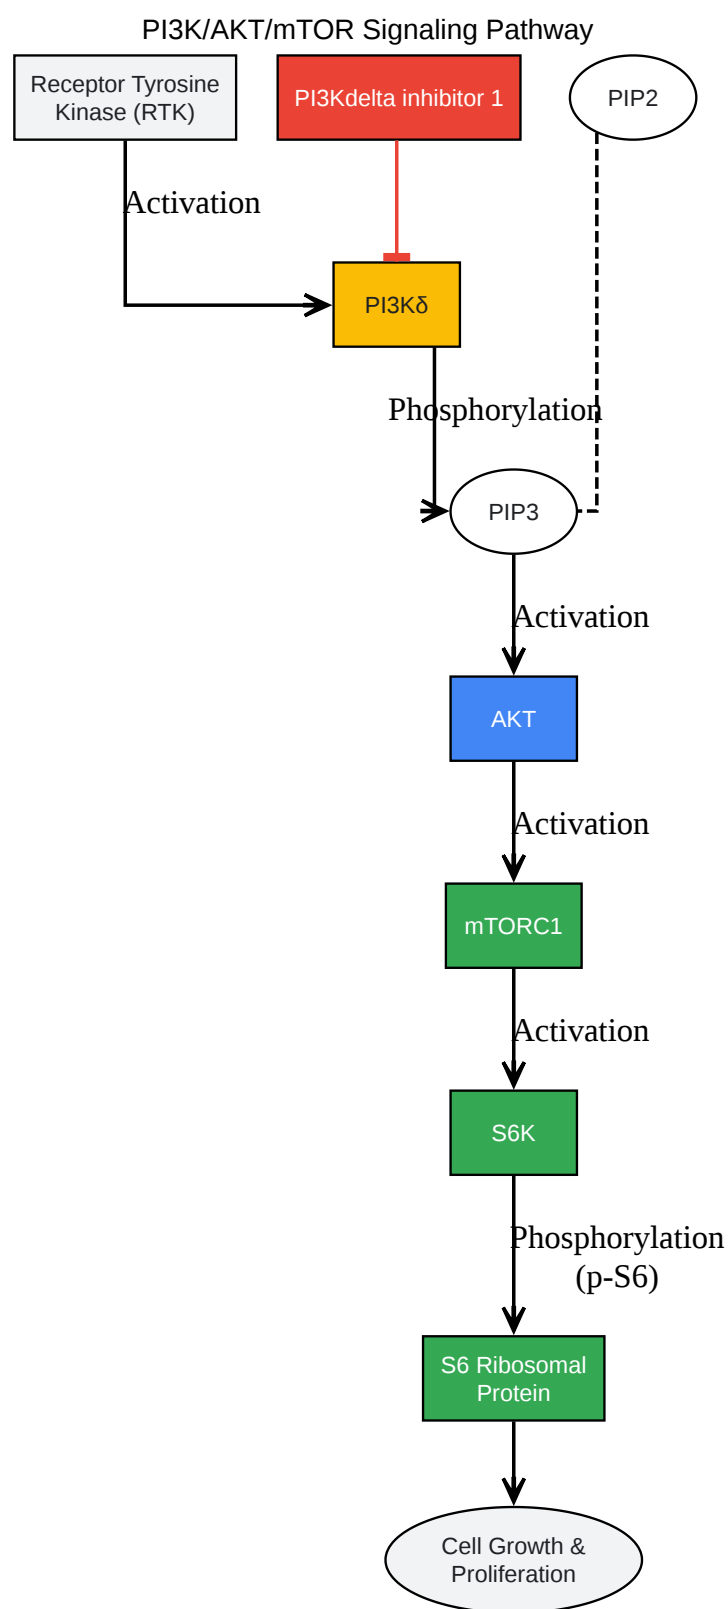 PI3K/AKT/mTOR Signaling Pathway
Receptor Tyrosine
Kinase (RTK)
PI3Kdelta inhibitor 1
PIP2
Activation
PI3Kδ
Phosphorylation
PIP3
Activation
AKT
Activation
mTORC1
Activation
S6K
Phosphorylation
(p-S6)
S6 Ribosomal
Protein
Cell Growth &
Proliferation